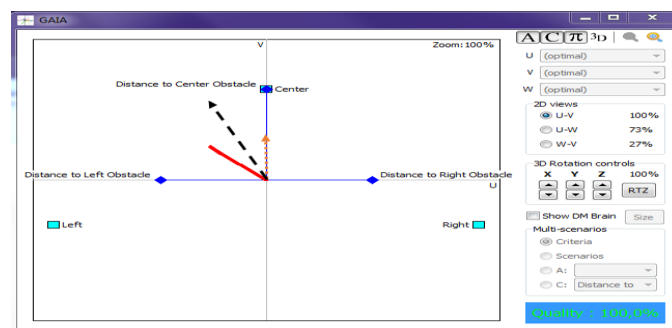 GAIA
V
Zoom:100%
Distance to Center Obstacle
Center
Distance to Left Obstacle
Distance to Right Obstacle
U
Left
Right
A C π 3D
U (optimal)
V (optimal)
W (optimal)
2D views
U-V 100%
U-W 73%
W-V 27%
3D Rotation controls
X Y Z 100%
RTZ
Show DM Brain Size
Multi-scenarios
Criteria
Scenarios
A:
C: Distance to
Quality : 100,0%